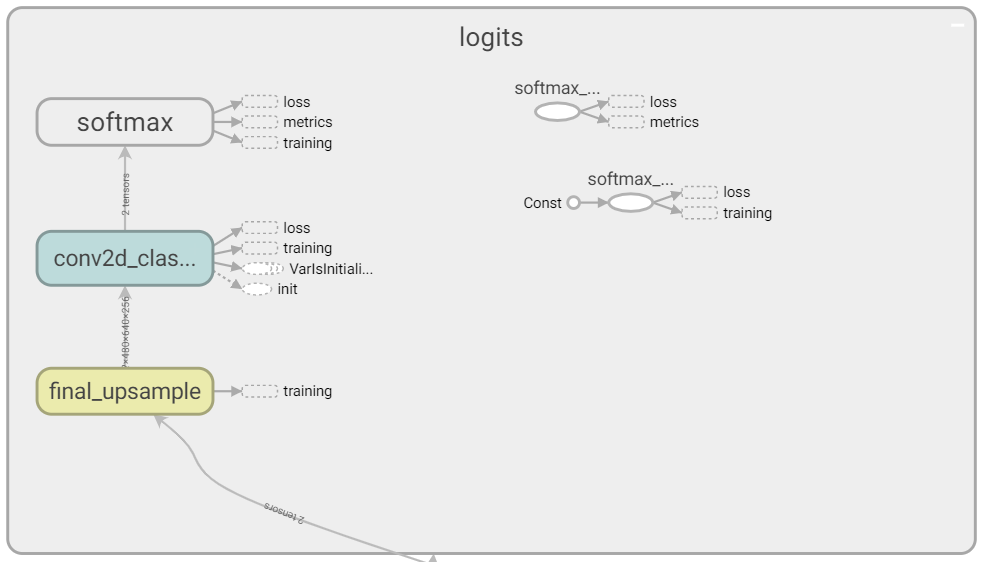 logits
softmax
loss
metrics
training
2 tensors
conv2d_clas...
loss
training
VarIsInitiali...
init
?×480×640×256
final_upsample
training
2 tensors
softmax_...
loss
metrics
softmax_...
Const
loss
training